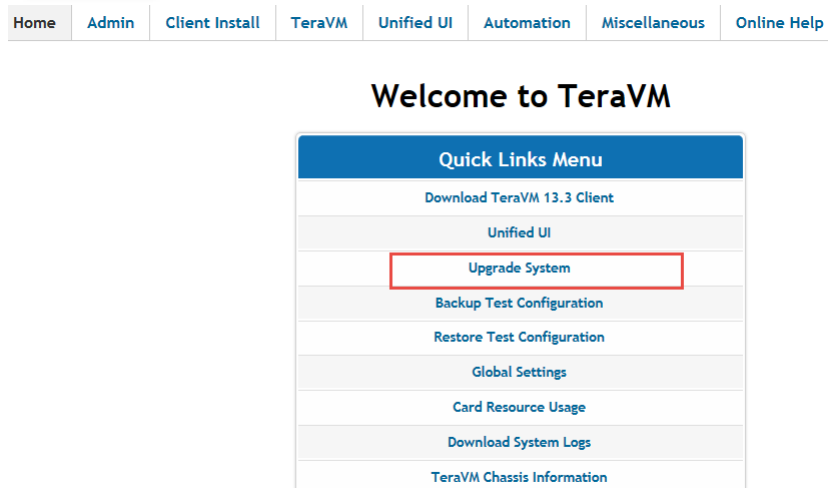 Home Admin Client Install TeraVM Unified UI Automation Miscellaneous Online Help
Welcome to TeraVM
Quick Links Menu
Download TeraVM 13.3 Client
Unified UI
Upgrade System
Backup Test Configuration
Restore Test Configuration
Global Settings
Card Resource Usage
Download System Logs
TeraVM Chassis Information